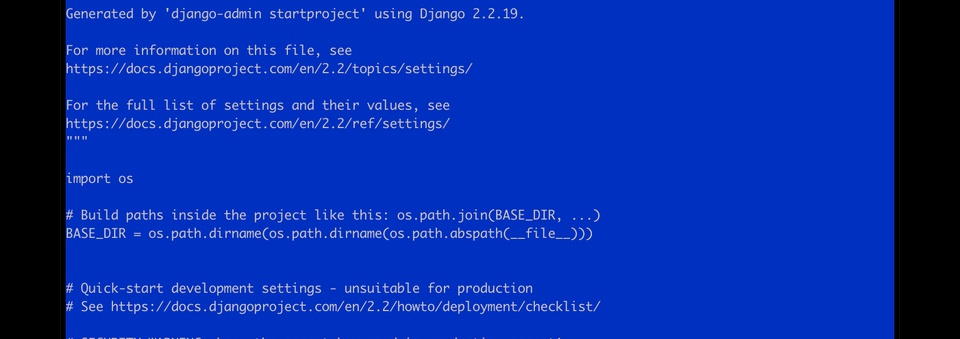 Generated by 'django-admin startproject' using Django 2.2.19.
For more information on this file, see
https://docs.djangoproject.com/en/2.2/topics/settings/
For the full list of settings and their values, see
https://docs.djangoproject.com/en/2.2/ref/settings/
"""
import os
# Build paths inside the project like this: os.path.join(BASE_DIR, ...)
BASE_DIR = os.path.dirname(os.path.dirname(os.path.abspath(__file__)))
# Quick-start development settings - unsuitable for production
# See https://docs.djangoproject.com/en/2.2/howto/deployment/checklist/